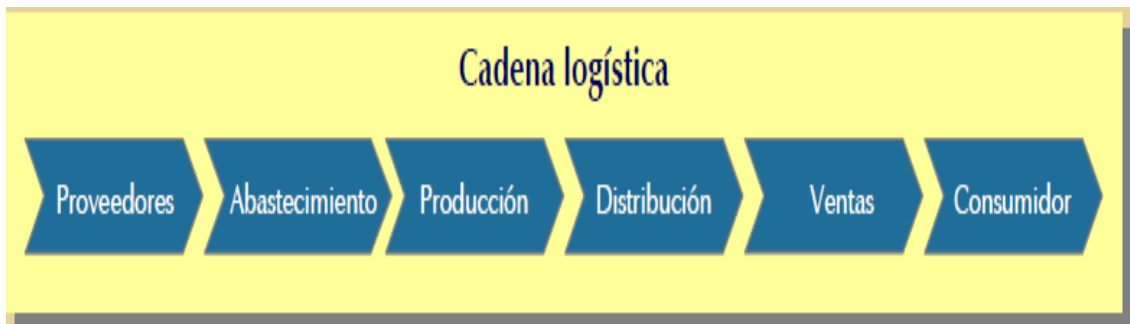 Cadena logística
Proveedores Abastecimiento Producción Distribución Ventas Consumidor